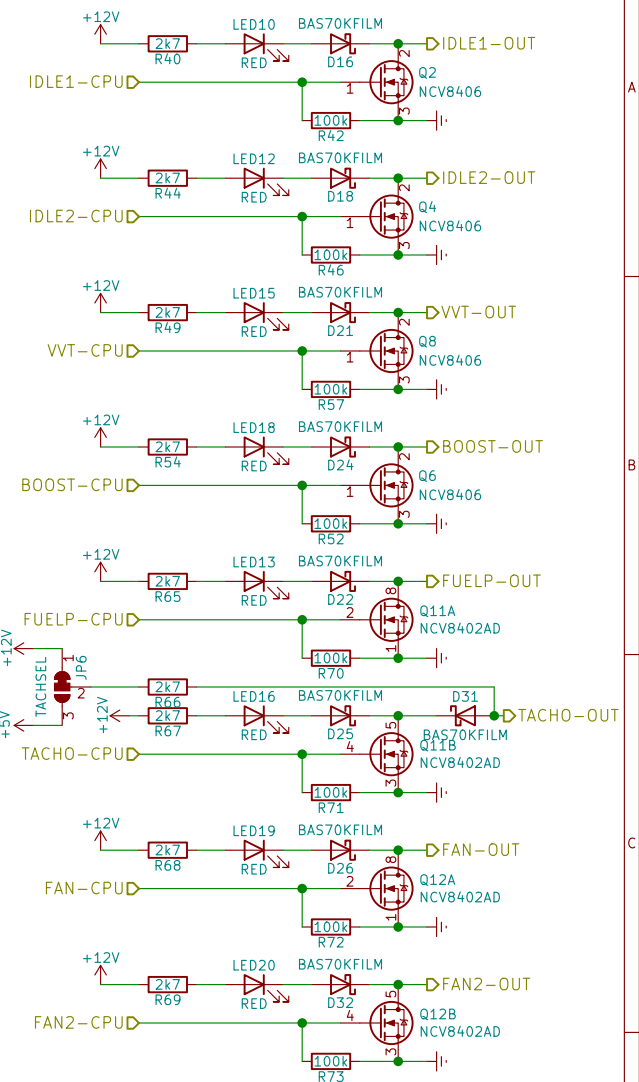 +12V LED10 BAS70KFILM
2k7 IDLE1-OUT
R40 RED D16 2 Q2
IDLE1-CPU 1 NCV8406 A
100k 3
R42
+12V LED12 BAS70KFILM
2k7 IDLE2-OUT
R44 RED D18 2 Q4
IDLE2-CPU 1 NCV8406
100k 3
R46
+12V LED15 BAS70KFILM
2k7 VVT-OUT
R49 RED D21 2 Q8
VVT-CPU 1 NCV8406
100k 3
R57
+12V LED18 BAS70KFILM
2k7 BOOST-OUT
R54 RED D24 2 Q6 B
BOOST-CPU 1 NCV8406
100k 3
R52
+12V LED13 BAS70KFILM
2k7 FUELP-OUT
R65 RED D22 8 Q11A
FUELP-CPU 2 NCV8402AD
100k 1
R70
+12V TACHSEL 1 JP6
2k7 2
R66 LED16 BAS70KFILM D31
+5V 3 +12V 2k7 TACHO-OUT
R67 RED D25 5 BAS70KFILM
Q11B
TACHO-CPU 4 NCV8402AD
100k 3
R71
+12V LED19 BAS70KFILM
2k7 FAN-OUT C
R68 RED D26 8 Q12A
FAN-CPU 2 NCV8402AD
100k 1
R72
+12V LED20 BAS70KFILM
2k7 FAN2-OUT
R69 RED D32 5 Q12B
FAN2-CPU 4 NCV8402AD
100k 3
R73